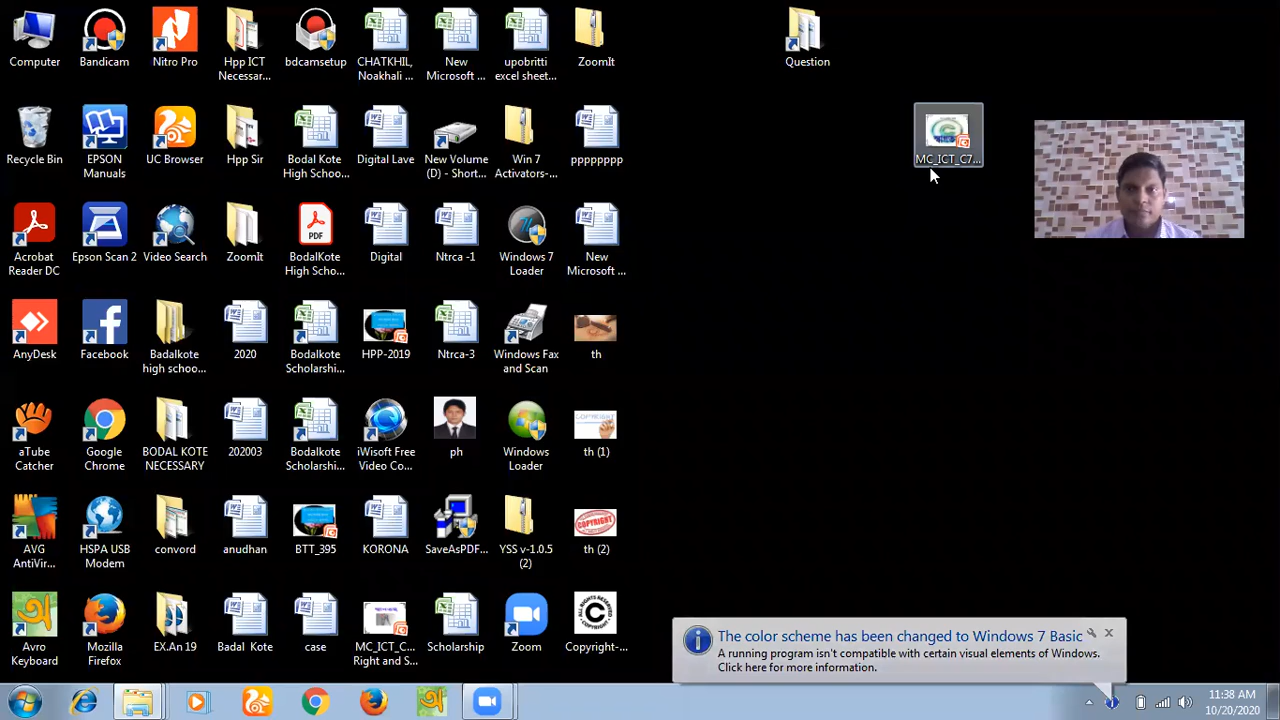 Computer
Bandicam
Nitro Pro
Hpp ICT
Necessar...
bdcamsetup
CHATKHIL,
Noakhali ...
New
Microsoft ...
upobritti
excel sheet...
ZoomIt
Question
Recycle Bin
EPSON
Manuals
UC Browser
Hpp Sir
Bodal Kote
High Schoo...
Digital Lave
New Volume
(D) - Short...
Win 7
Activators-...
pppppppp
MC_ICT_C7...
Acrobat
Reader DC
Epson Scan 2
Video Search
ZoomIt
PDF
BodalKote
High Scho...
Digital
Ntrca -1
Windows 7
Loader
New
Microsoft ...
AnyDesk
Facebook
Badalkote
high schoo...
2020
Bodalkote
Scholarshi...
HPP-2019
Ntrca-3
Windows Fax
and Scan
th
aTube
Catcher
Google
Chrome
BODAL KOTE
NECESSARY
202003
Bodalkote
Scholarshi...
iWisoft Free
Video Co...
ph
Windows
Loader
th (1)
AVG
AntiVir...
HSPA USB
Modem
convord
anudhan
BTT_395
KORONA
SaveAsPDF...
YSS v-1.0.5
(2)
COPYRIGHT
th (2)
Avro
Keyboard
Mozilla
Firefox
EX.An 19
Badal Kote
case
MC_ICT_C...
Right and S...
Scholarship
Zoom
Copyright-...
The color scheme has been changed to Windows 7 Basic
A running program isn't compatible with certain visual elements of Windows.
Click here for more information.
11:38 AM
10/20/2020